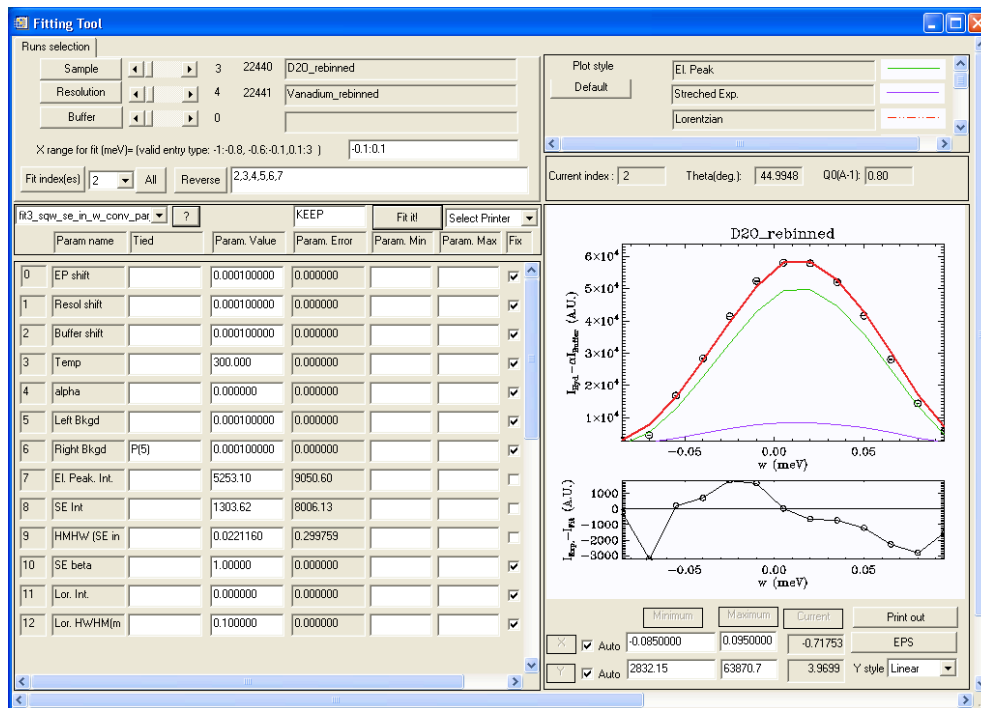 Fitting Tool
Runs selection
Sample 3 22440 D2O_rebinned
Resolution 4 22441 Vanadium_rebinned
Buffer 0
X range for fit (meV)= (valid entry type: -1:-0.8, -0.6:-0.1,0.1:3 ) -0.1:0.1
Fit index(es) 2 All Reverse 2,3,4,5,6,7
Plot style
Default
El. Peak
Streched Exp.
Lorentzian
Current index : 2 Theta(deg.): 44.9948 Q0(A-1): 0.80
fit3_sqw_se_in_w_conv_par_ ? KEEP Fit it! Select Printer
Param name Tied Param. Value Param. Error Param. Min Param. Max Fix
0 EP shift 0.000100000 0.000000
1 Resol shift 0.000100000 0.000000
2 Buffer shift 0.000100000 0.000000
3 Temp 300.000 0.000000
4 alpha 0.000000 0.000000
5 Left Bkgd 0.000100000 0.000000
6 Right Bkgd P(5) 0.000100000 0.000000
7 El. Peak. Int. 5253.10 9050.60
8 SE Int 1303.62 8006.13
9 HMHW (SE in 0.0221160 0.299759
10 SE beta 1.00000 0.000000
11 Lor. Int. 0.000000 0.000000
12 Lor. HWHM(m 0.100000 0.000000
D2O_rebinned
6×10⁴
5×10⁴
4×10⁴
3×10⁴
2×10⁴
1×10⁴
I_Hyd.−αI_Buffer (A.U.)
−0.05 0.00 0.05
w (meV)
1000
0
−1000
−2000
−3000
I_Exp.−I_Fit (A.U.)
−0.05 0.00 0.05
w (meV)
Minimum Maximum Current Print out
X Auto -0.0850000 0.0950000 -0.71753 EPS
Y Auto 2832.15 63870.7 3.9699 Y style Linear